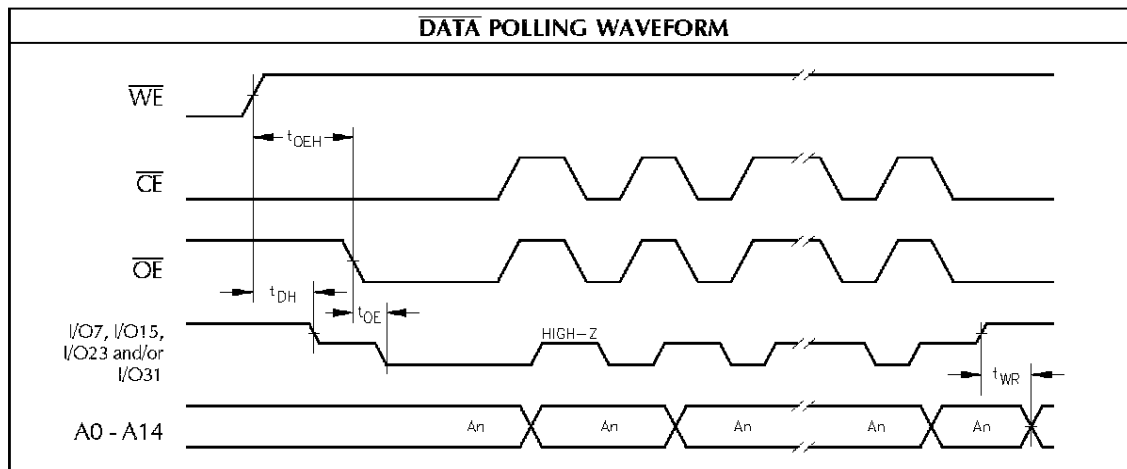 DATA POLLING WAVEFORM
WE
tOEH
CE
OE
tDH
tOE
I/O7, I/O15,
I/O23 and/or
I/O31
HIGH-Z
tWR
A0 - A14
An An An An An